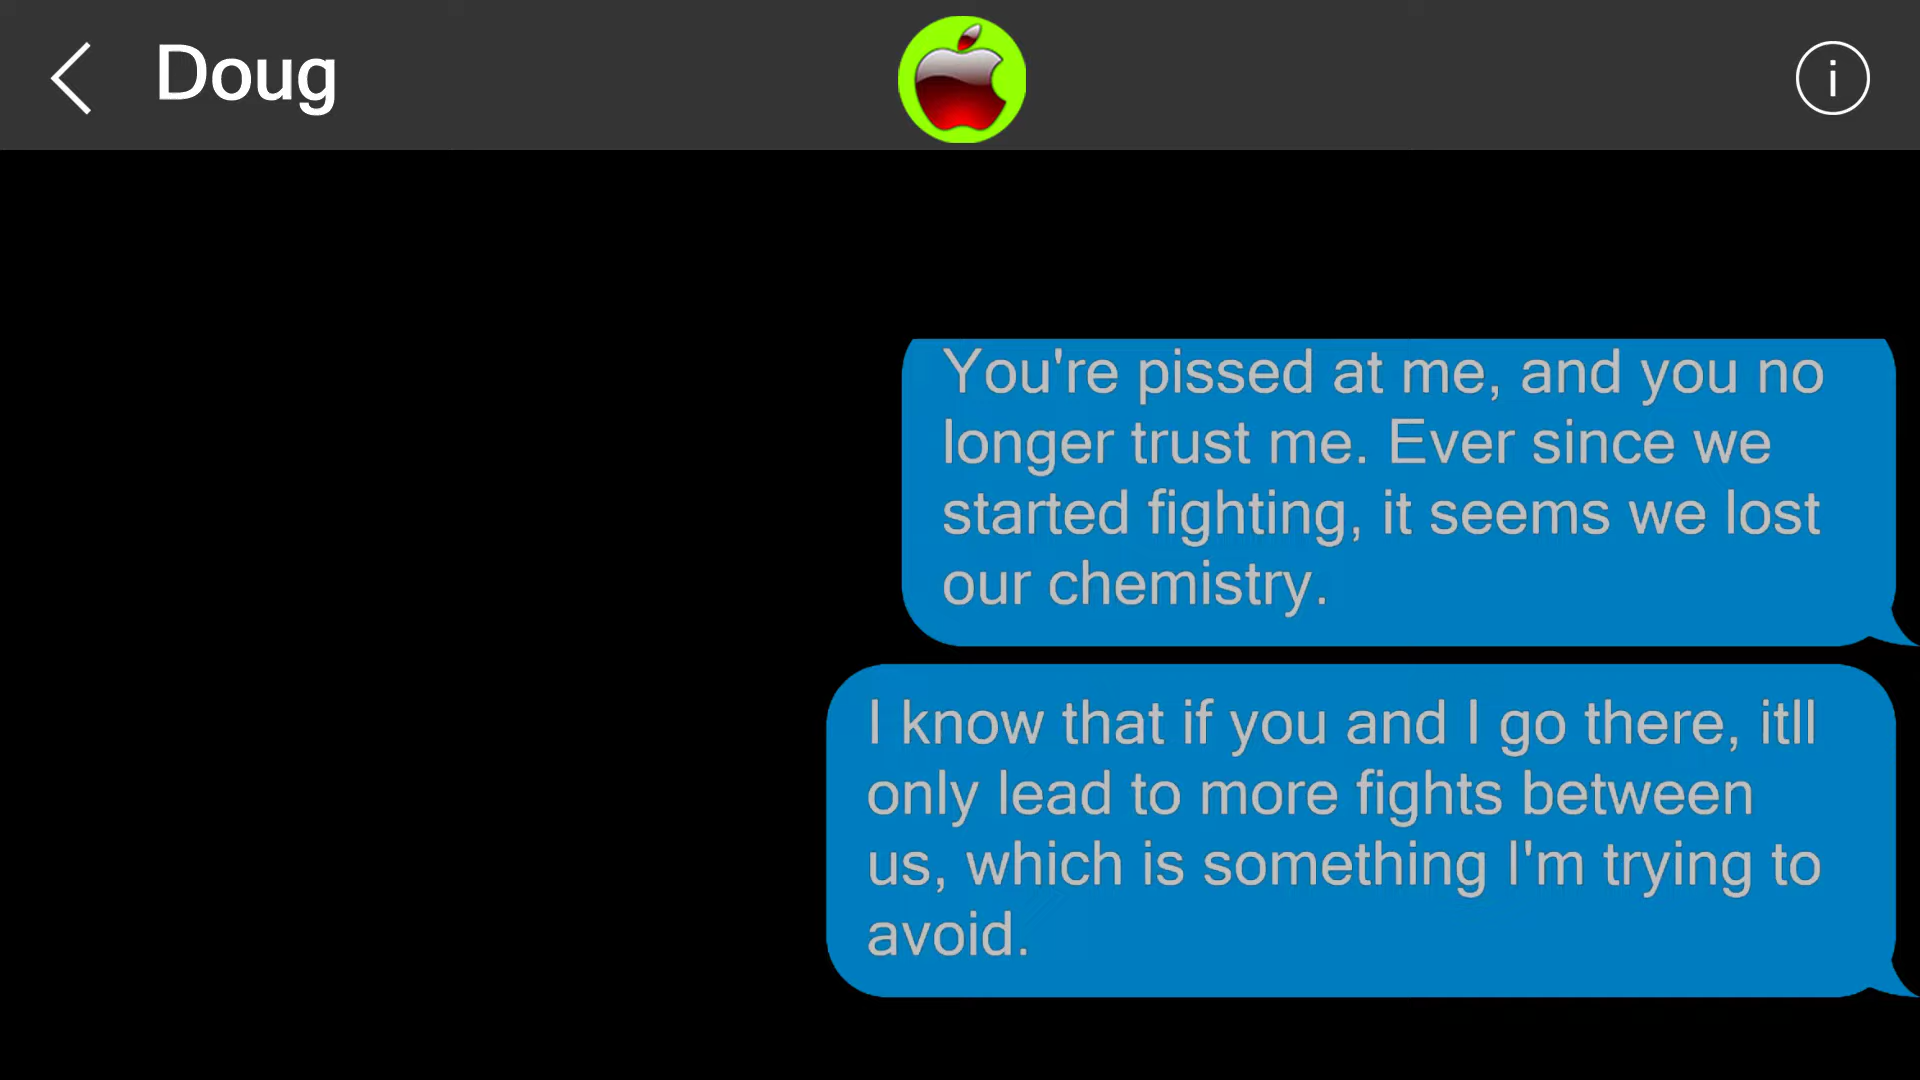 Doug
i
You're pissed at me, and you no
longer trust me. Ever since we
started fighting, it seems we lost
our chemistry.
I know that if you and I go there, itll
only lead to more fights between
us, which is something I'm trying to
avoid.